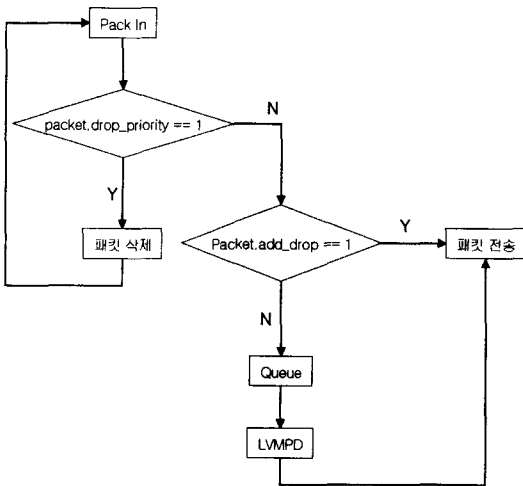 Pack In
packet.drop_priority == 1
N
Y
패킷 삭제
Packet.add_drop == 1
Y
패킷 전송
N
Queue
LVMPD